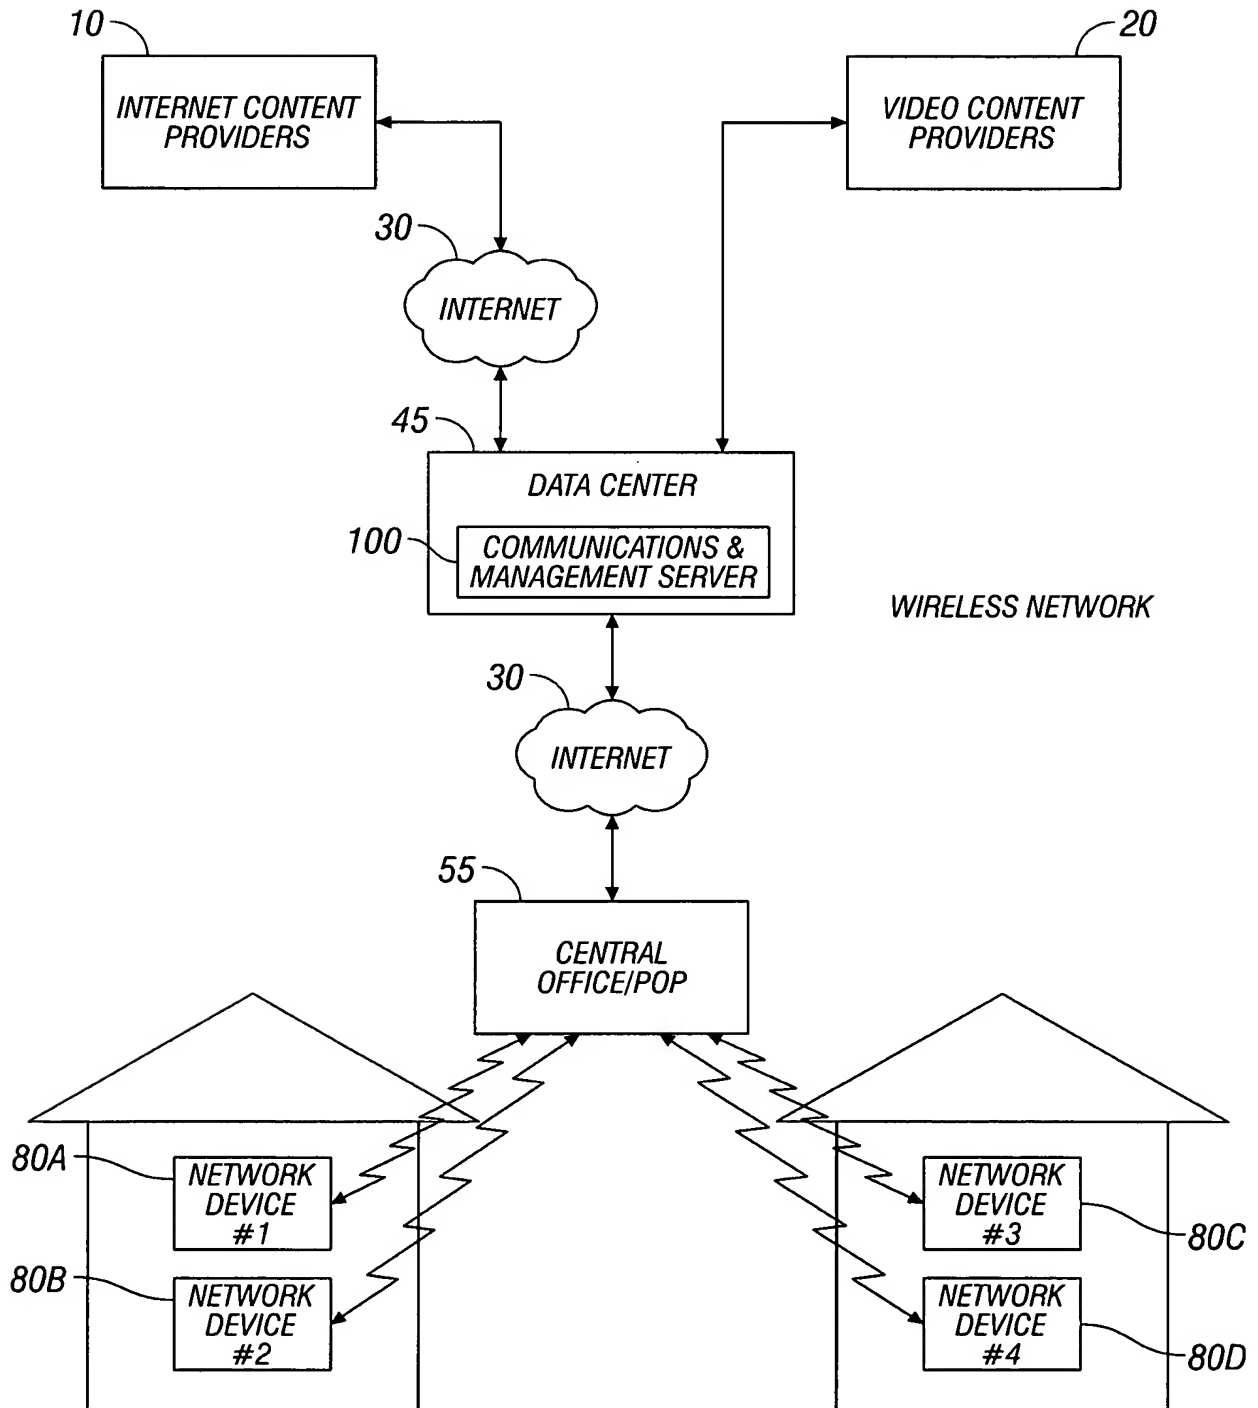 10
20
INTERNET CONTENT
PROVIDERS
VIDEO CONTENT
PROVIDERS
30
INTERNET
45
DATA CENTER
100
COMMUNICATIONS &
MANAGEMENT SERVER
WIRELESS NETWORK
30
INTERNET
55
CENTRAL
OFFICE/POP
80A
NETWORK
DEVICE
#1
80B
NETWORK
DEVICE
#2
NETWORK
DEVICE
#3
80C
NETWORK
DEVICE
#4
80D